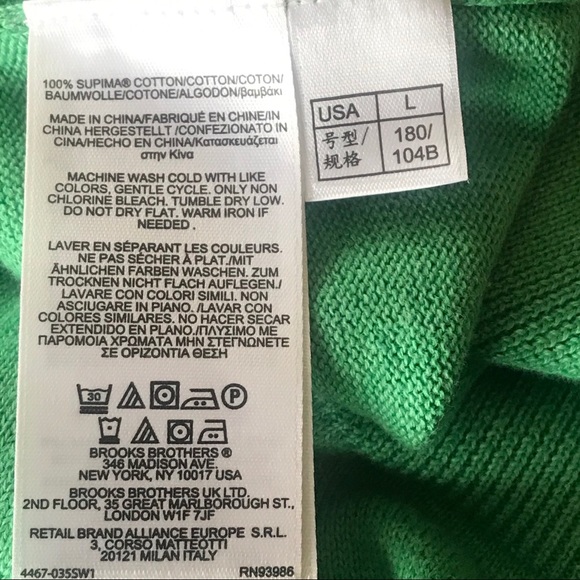 100% SUPIMA® COTTON/COTTON/COTON/
BAUMWOLLE/COTONE/ALGODON/βαμβάκι
MADE IN CHINA/FABRIQUÉ EN CHINE/IN
CHINA HERGESTELLT /CONFEZIONATO IN
CINA/HECHO EN CHINA/Κατασκευάζεται
στην Κίνα
MACHINE WASH COLD WITH LIKE
COLORS, GENTLE CYCLE. ONLY NON
CHLORINE BLEACH. TUMBLE DRY LOW.
DO NOT DRY FLAT. WARM IRON IF
NEEDED .
LAVER EN SÉPARANT LES COULEURS.
NE PAS SÉCHER À PLAT./MIT
ÄHNLICHEN FARBEN WASCHEN. ZUM
TROCKNEN NICHT FLACH AUFLEGEN./
LAVARE CON COLORI SIMILI. NON
ASCIUGARE IN PIANO./LAVAR CON
COLORES SIMILARES. NO HACER SECAR
EXTENDIDO EN PLANO./ΠΛΥΣΙΜΟ ΜΕ
ΠΑΡΟΜΟΙΑ ΧΡΩΜΑΤΑ ΜΗΝ ΣΤΕΓΝΩΝΕΤΕ
ΣΕ ΟΡΙΖΟΝΤΙΑ ΘΕΣΗ
30 P
BROOKS BROTHERS ®
346 MADISON AVE.
NEW YORK, NY 10017 USA
BROOKS BROTHERS UK LTD.
2ND FLOOR, 35 GREAT MARLBOROUGH ST.,
LONDON W1F 7JF
RETAIL BRAND ALLIANCE EUROPE S.R.L.
3, CORSO MATTEOTTI
20121 MILAN ITALY
4467-035SW1 RN93986
USA L
号型/ 180/
规格 104B